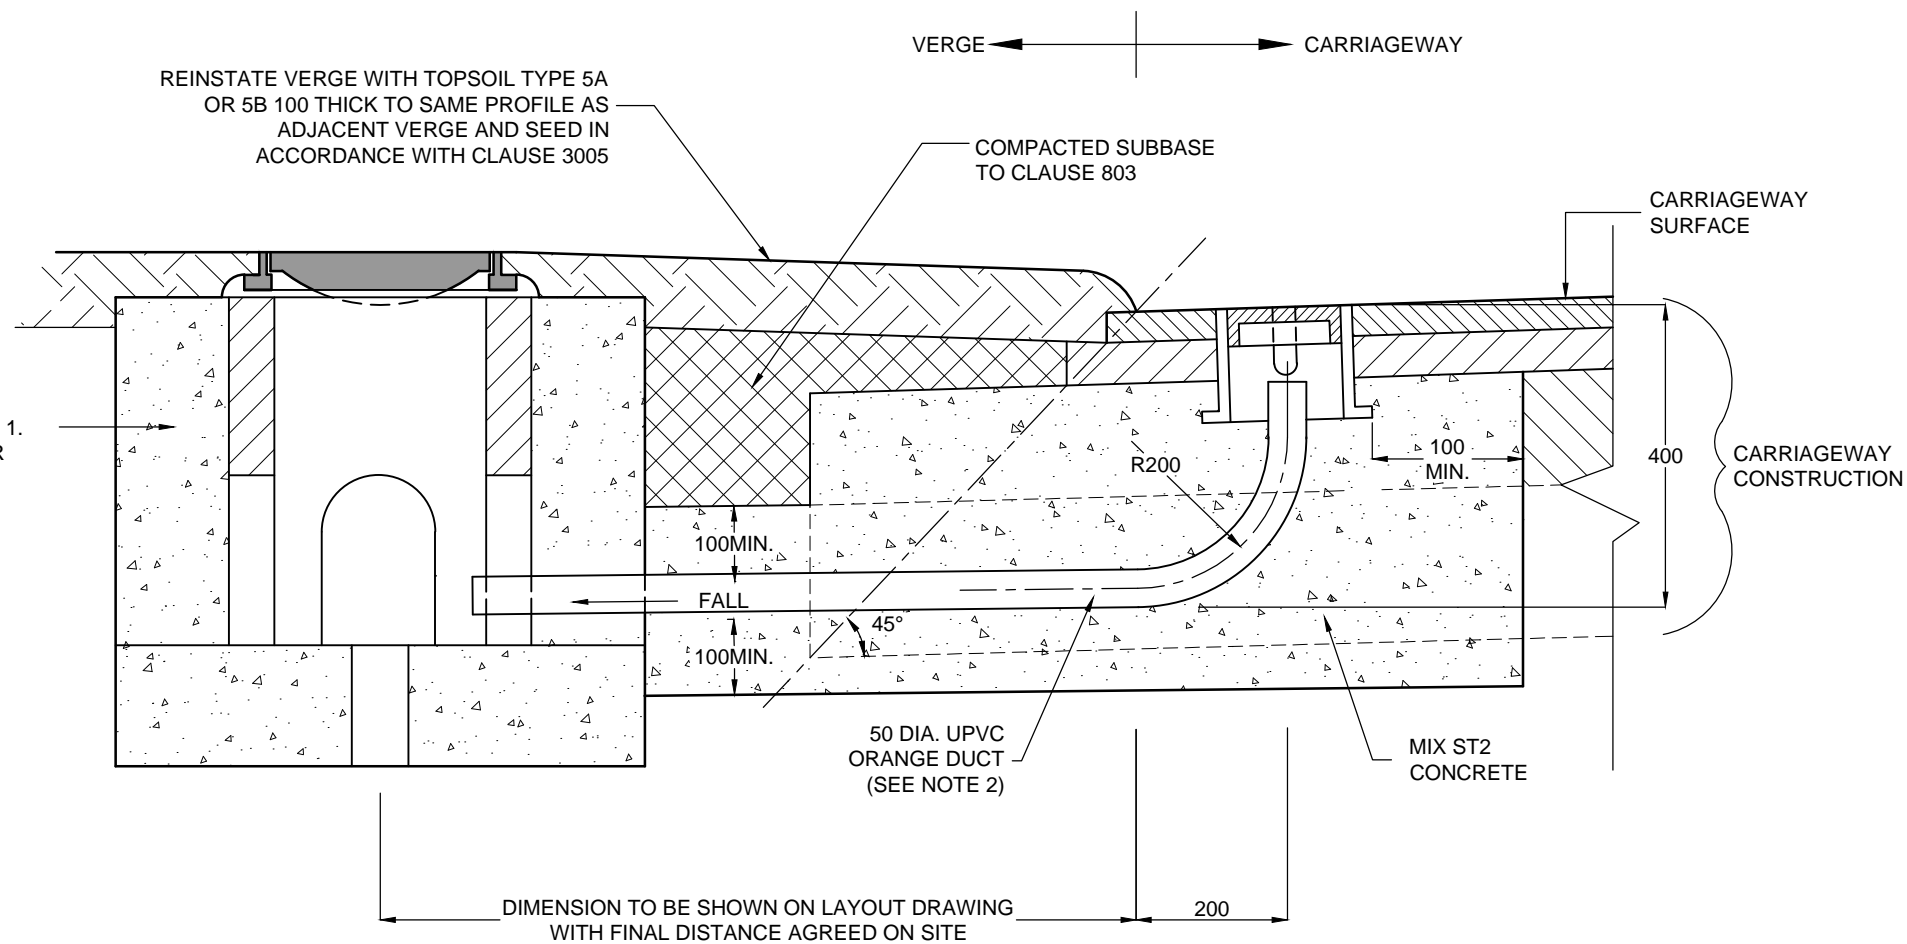 VERGE
CARRIAGEWAY
REINSTATE VERGE WITH TOPSOIL TYPE 5A
OR 5B 100 THICK TO SAME PROFILE AS
ADJACENT VERGE AND SEED IN
ACCORDANCE WITH CLAUSE 3005
COMPACTED SUBBASE
TO CLAUSE 803
CARRIAGEWAY
SURFACE
1.
R
R200
100
MIN.
400
CARRIAGEWAY
CONSTRUCTION
100MIN.
FALL
45°
100MIN.
50 DIA. UPVC
ORANGE DUCT
(SEE NOTE 2)
MIX ST2
CONCRETE
DIMENSION TO BE SHOWN ON LAYOUT DRAWING
WITH FINAL DISTANCE AGREED ON SITE
200